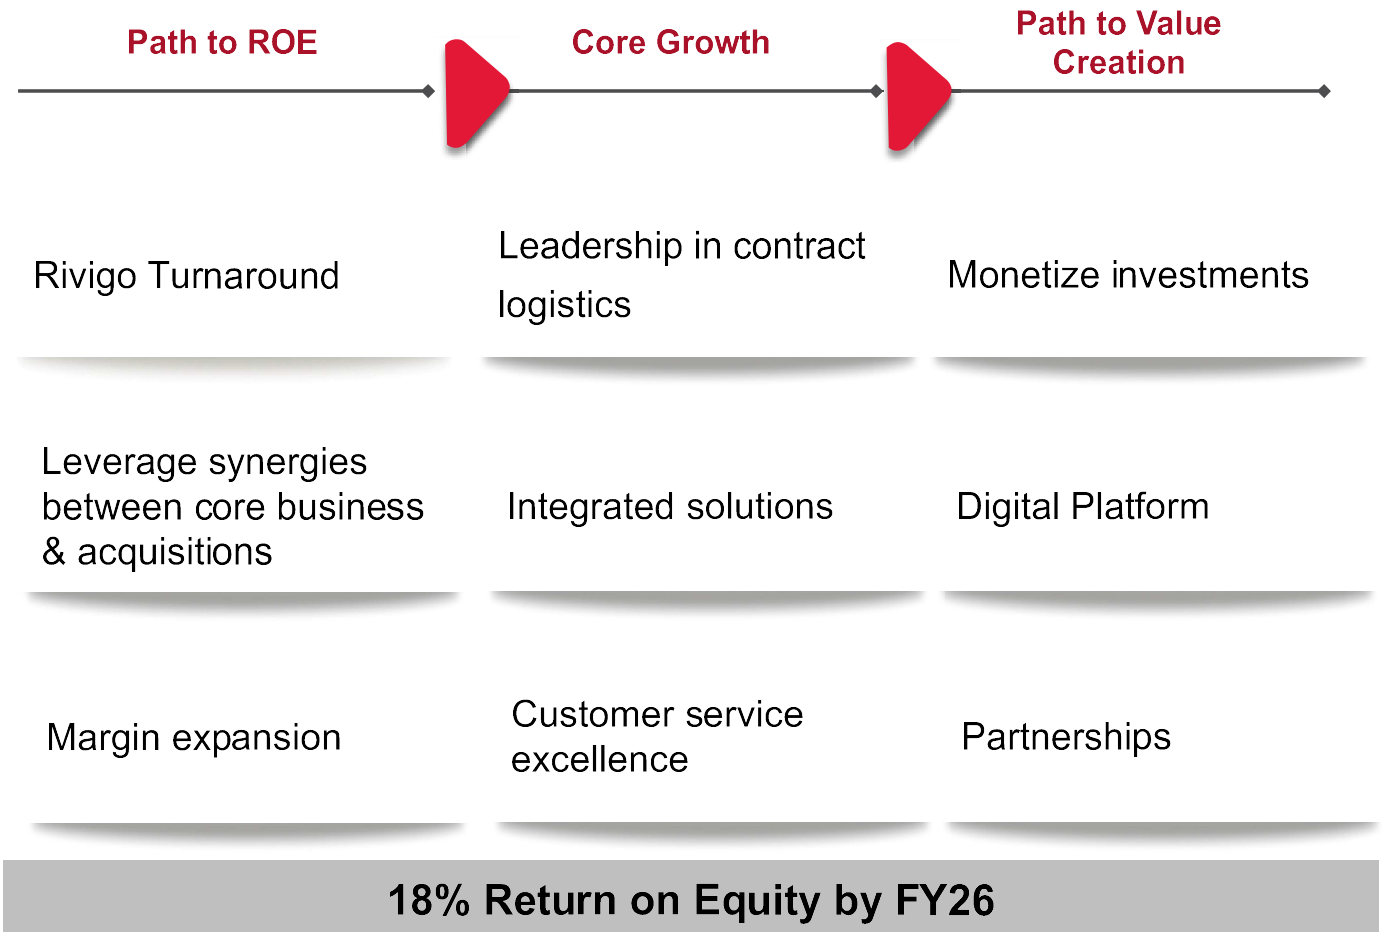 Path to ROE
Core Growth
Path to Value
Creation
Rivigo Turnaround
Leadership in contract
logistics
Monetize investments
Leverage synergies
between core business
& acquisitions
Integrated solutions
Digital Platform
Margin expansion
Customer service
excellence
Partnerships
18% Return on Equity by FY26